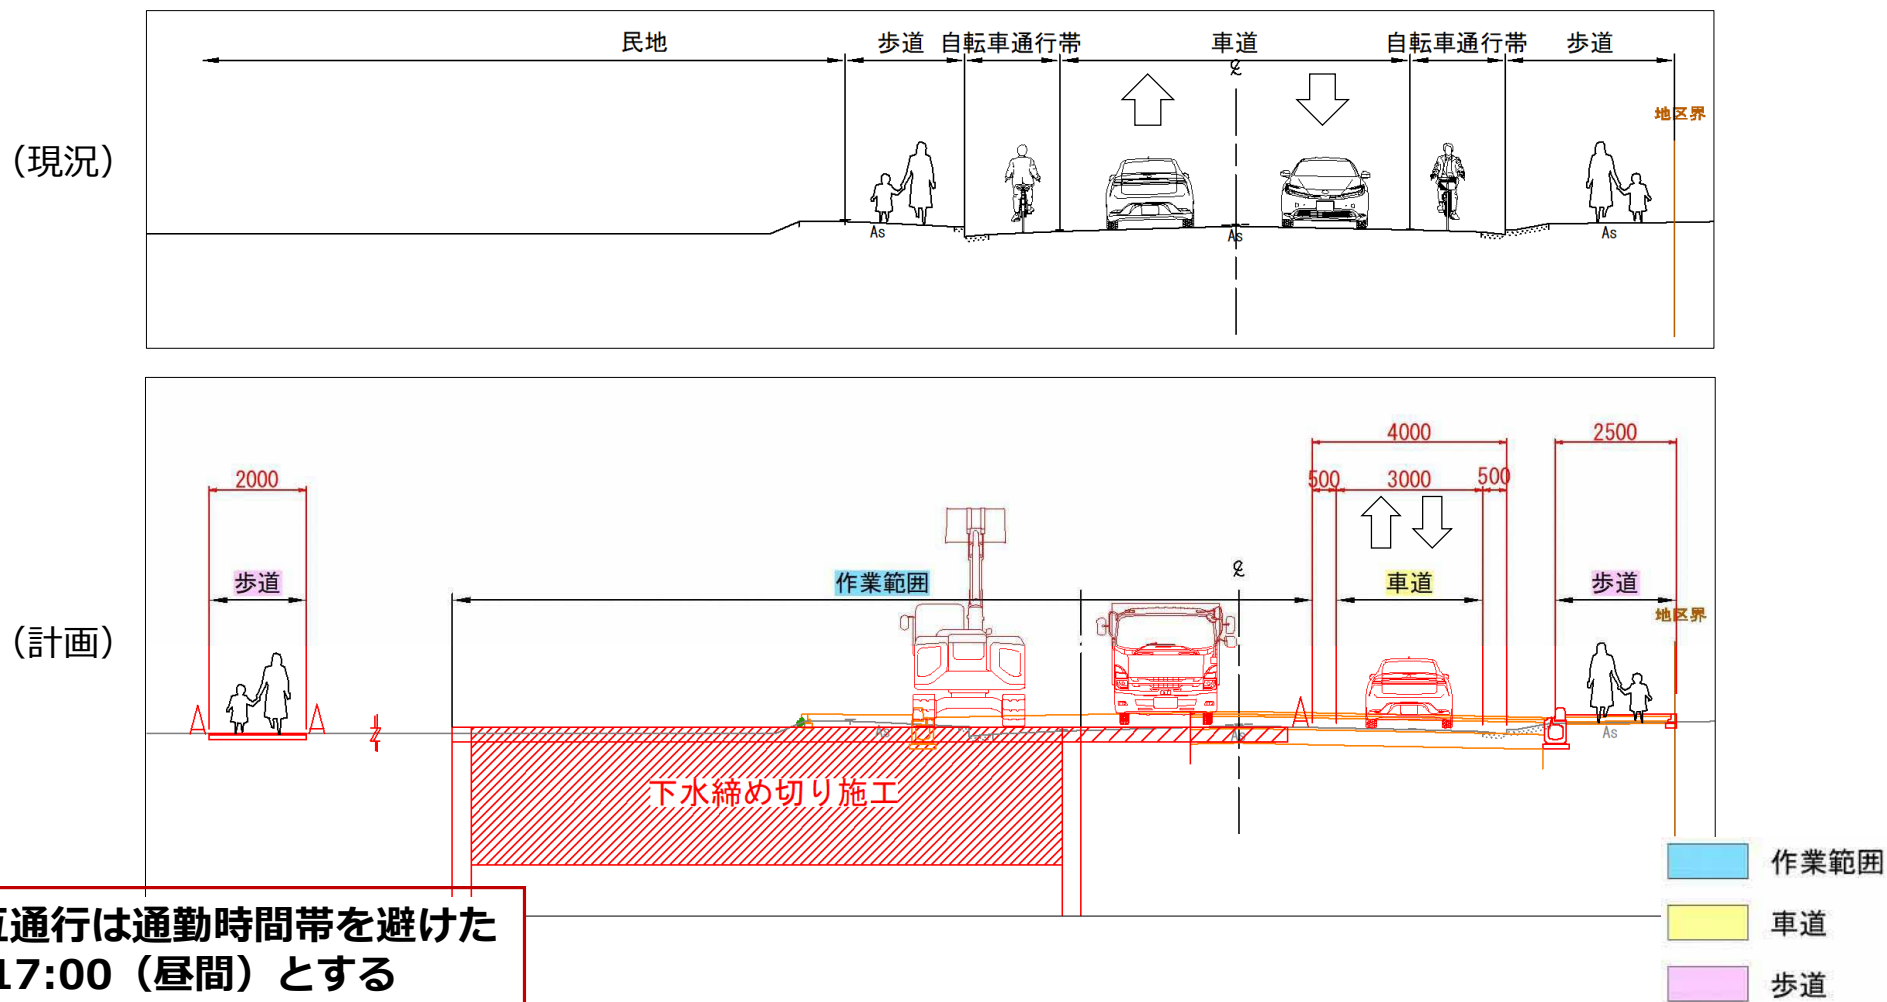 (現況)
民地
歩道
自転車通行帯
車道
自転車通行帯
歩道
℄
地区界
As
As
As
(計画)
2000
歩道
作業範囲
℄
4000
500
3000
500
車道
2500
歩道
地区界
As
As
As
下水締め切り施工
互通行は通勤時間帯を避けた
17:00(昼間)とする
作業範囲
車道
歩道